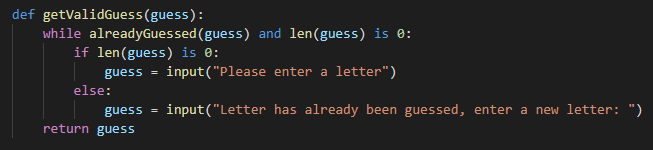 def getValidGuess(guess):
    while alreadyGuessed(guess) and len(guess) is 0:
        if len(guess) is 0:
            guess = input("Please enter a letter")
        else:
            guess = input("Letter has already been guessed, enter a new letter: ")
    return guess